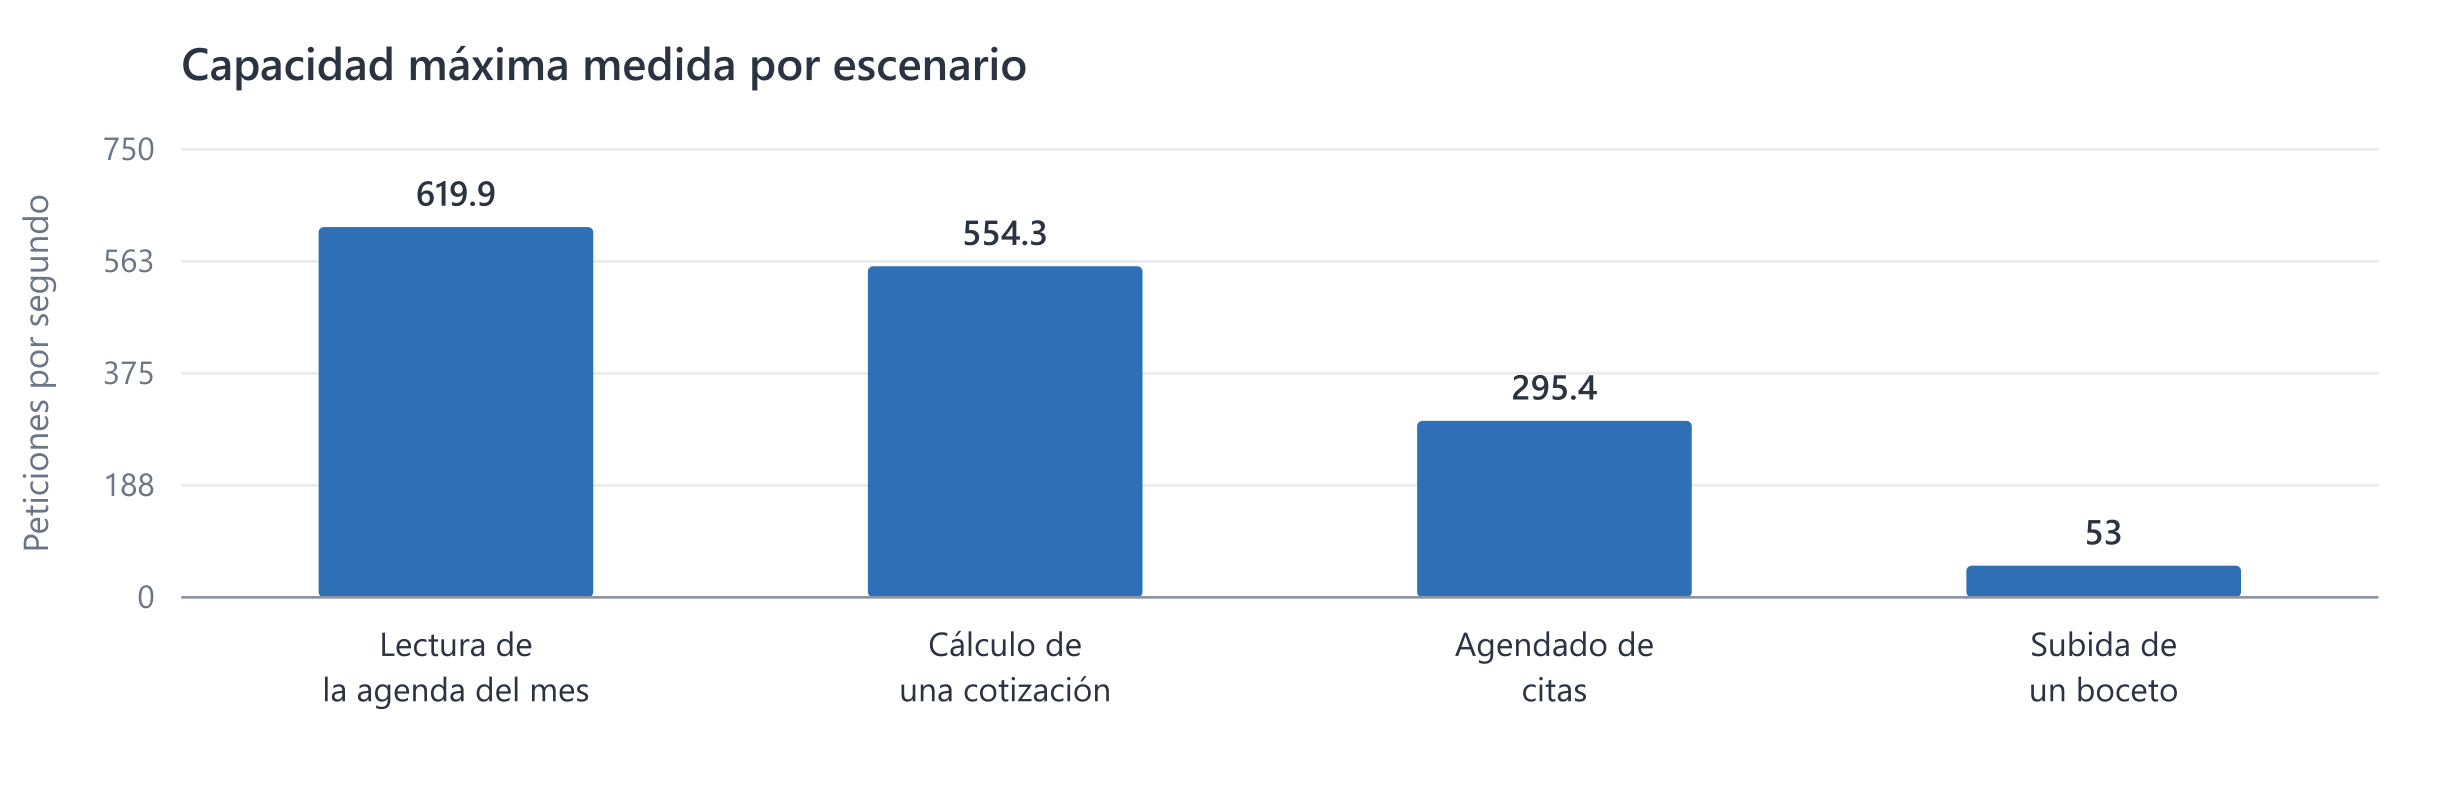 Capacidad máxima medida por escenario
Peticiones por segundo
750
563
375
188
0
619.9
554.3
295.4
53
Lectura de
la agenda del mes
Cálculo de
una cotización
Agendado de
citas
Subida de
un boceto